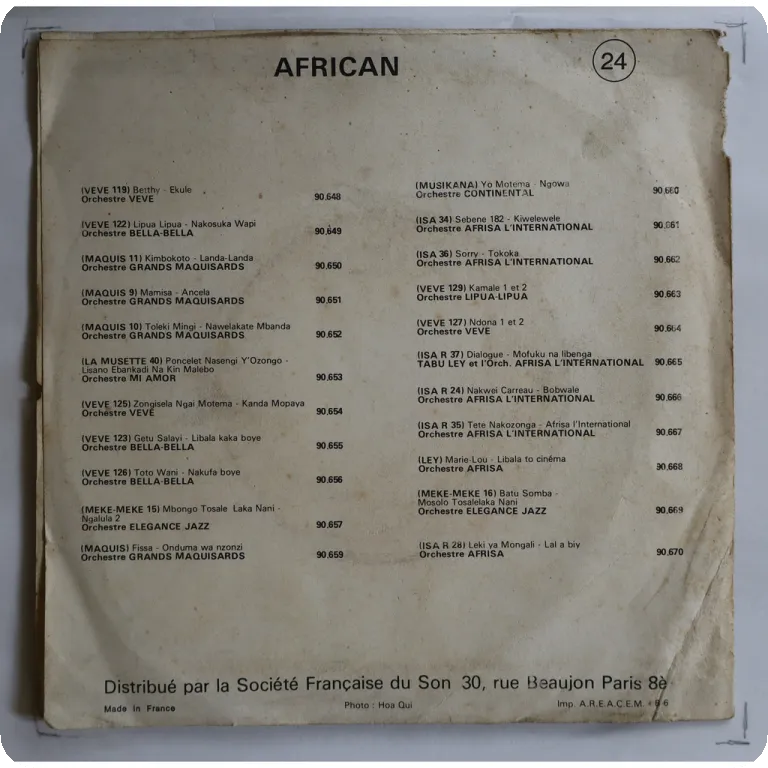 AFRICAN
24
(VEVE 119) Betthy - Ekule
Orchestre VEVE 90.648
(VEVE 122) Lipua Lipua - Nakosuka Wapi
Orchestre BELLA-BELLA 90.649
(MAQUIS 11) Kimbokoto - Landa-Landa
Orchestre GRANDS MAQUISARDS 90.650
(MAQUIS 9) Mamisa - Ancela
Orchestre GRANDS MAQUISARDS 90.651
(MAQUIS 10) Toleki Mingi - Nawelakate Mbanda
Orchestre GRANDS MAQUISARDS 90.652
(LA MUSETTE 40) Poncelet Nasengi Y'Ozongo -
Lisano Ebankadi Na Kin Malebo
Orchestre MI AMOR 90.653
(VEVE 125) Zongisela Ngai Motema - Kanda Mopaya
Orchestre VEVE 90.654
(VEVE 123) Getu Salayi - Libala kaka boye
Orchestre BELLA-BELLA 90.655
(VEVE 126) Toto Wani - Nakufa boye
Orchestre BELLA-BELLA 90.656
(MEKE-MEKE 15) Mbongo Tosale Laka Nani -
Ngalula 2
Orchestre ELEGANCE JAZZ 90.657
(MAQUIS) Fissa - Onduma wa nzonzi
Orchestre GRANDS MAQUISARDS 90.659
(MUSIKANA) Yo Motema - Ngowa
Orchestre CONTINENTAL 90.660
(ISA 34) Sebene 182 - Kiwelewele
Orchestre AFRISA L'INTERNATIONAL 90.661
(ISA 36) Sorry - Tokoka
Orchestre AFRISA L'INTERNATIONAL 90.662
(VEVE 129) Kamale 1 et 2
Orchestre LIPUA-LIPUA 90.663
(VEVE 127) Ndona 1 et 2
Orchestre VEVE 90.664
(ISA R 37) Dialogue - Mofuku na libenga
TABU LEY et l'Orch. AFRISA L'INTERNATIONAL 90.665
(ISA R 24) Nakwei Carreau - Bobwale
Orchestre AFRISA L'INTERNATIONAL 90.666
(ISA R 35) Tete Nakozonga - Afrisa l'International
Orchestre AFRISA L'INTERNATIONAL 90.667
(LEY) Marie-Lou - Libala to cinéma
Orchestre AFRISA 90.668
(MEKE-MEKE 16) Batu Somba -
Mosolo Tosalelaka Nani
Orchestre ELEGANCE JAZZ 90.669
(ISA R 28) Leki ya Mongali - Lal a biy
Orchestre AFRISA 90.670
Distribué par la Société Française du Son 30, rue Beaujon Paris 8è
Made in France Photo : Hoa Qui Imp. A.R.E.A.C.E.M.